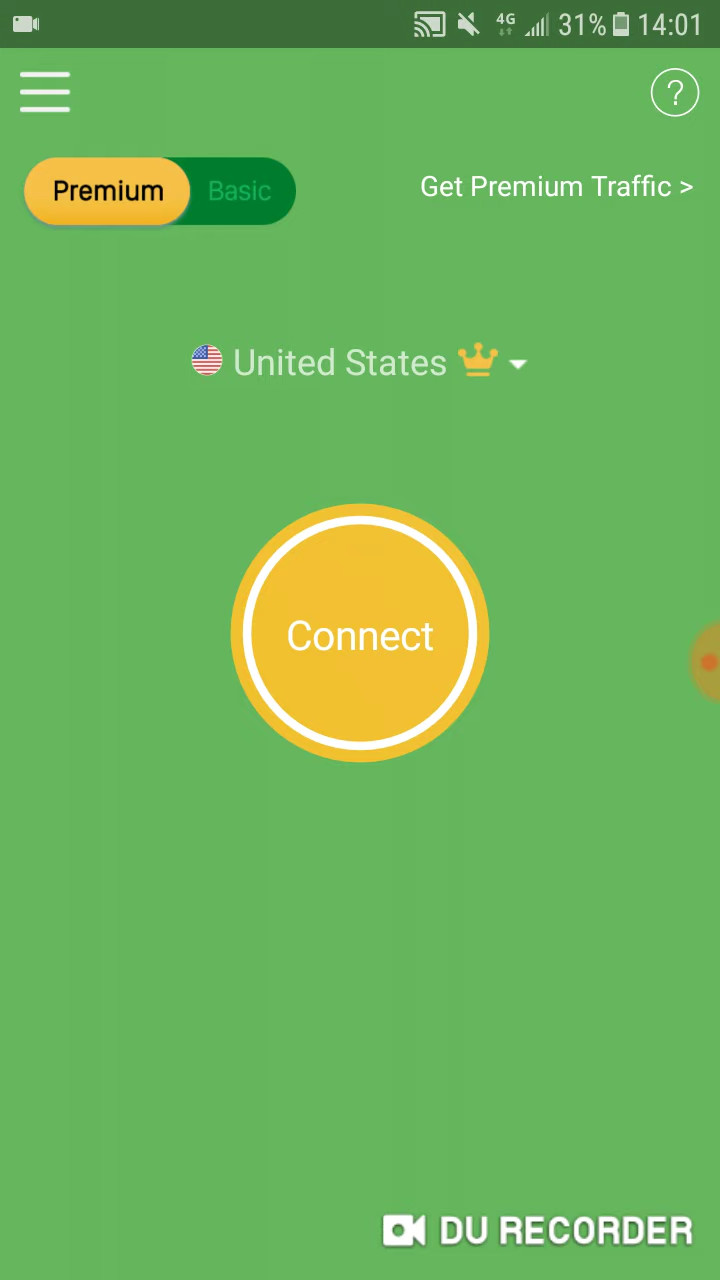 4G 31% 14:01
?
Premium Basic
Get Premium Traffic >
United States
Connect
DU RECORDER